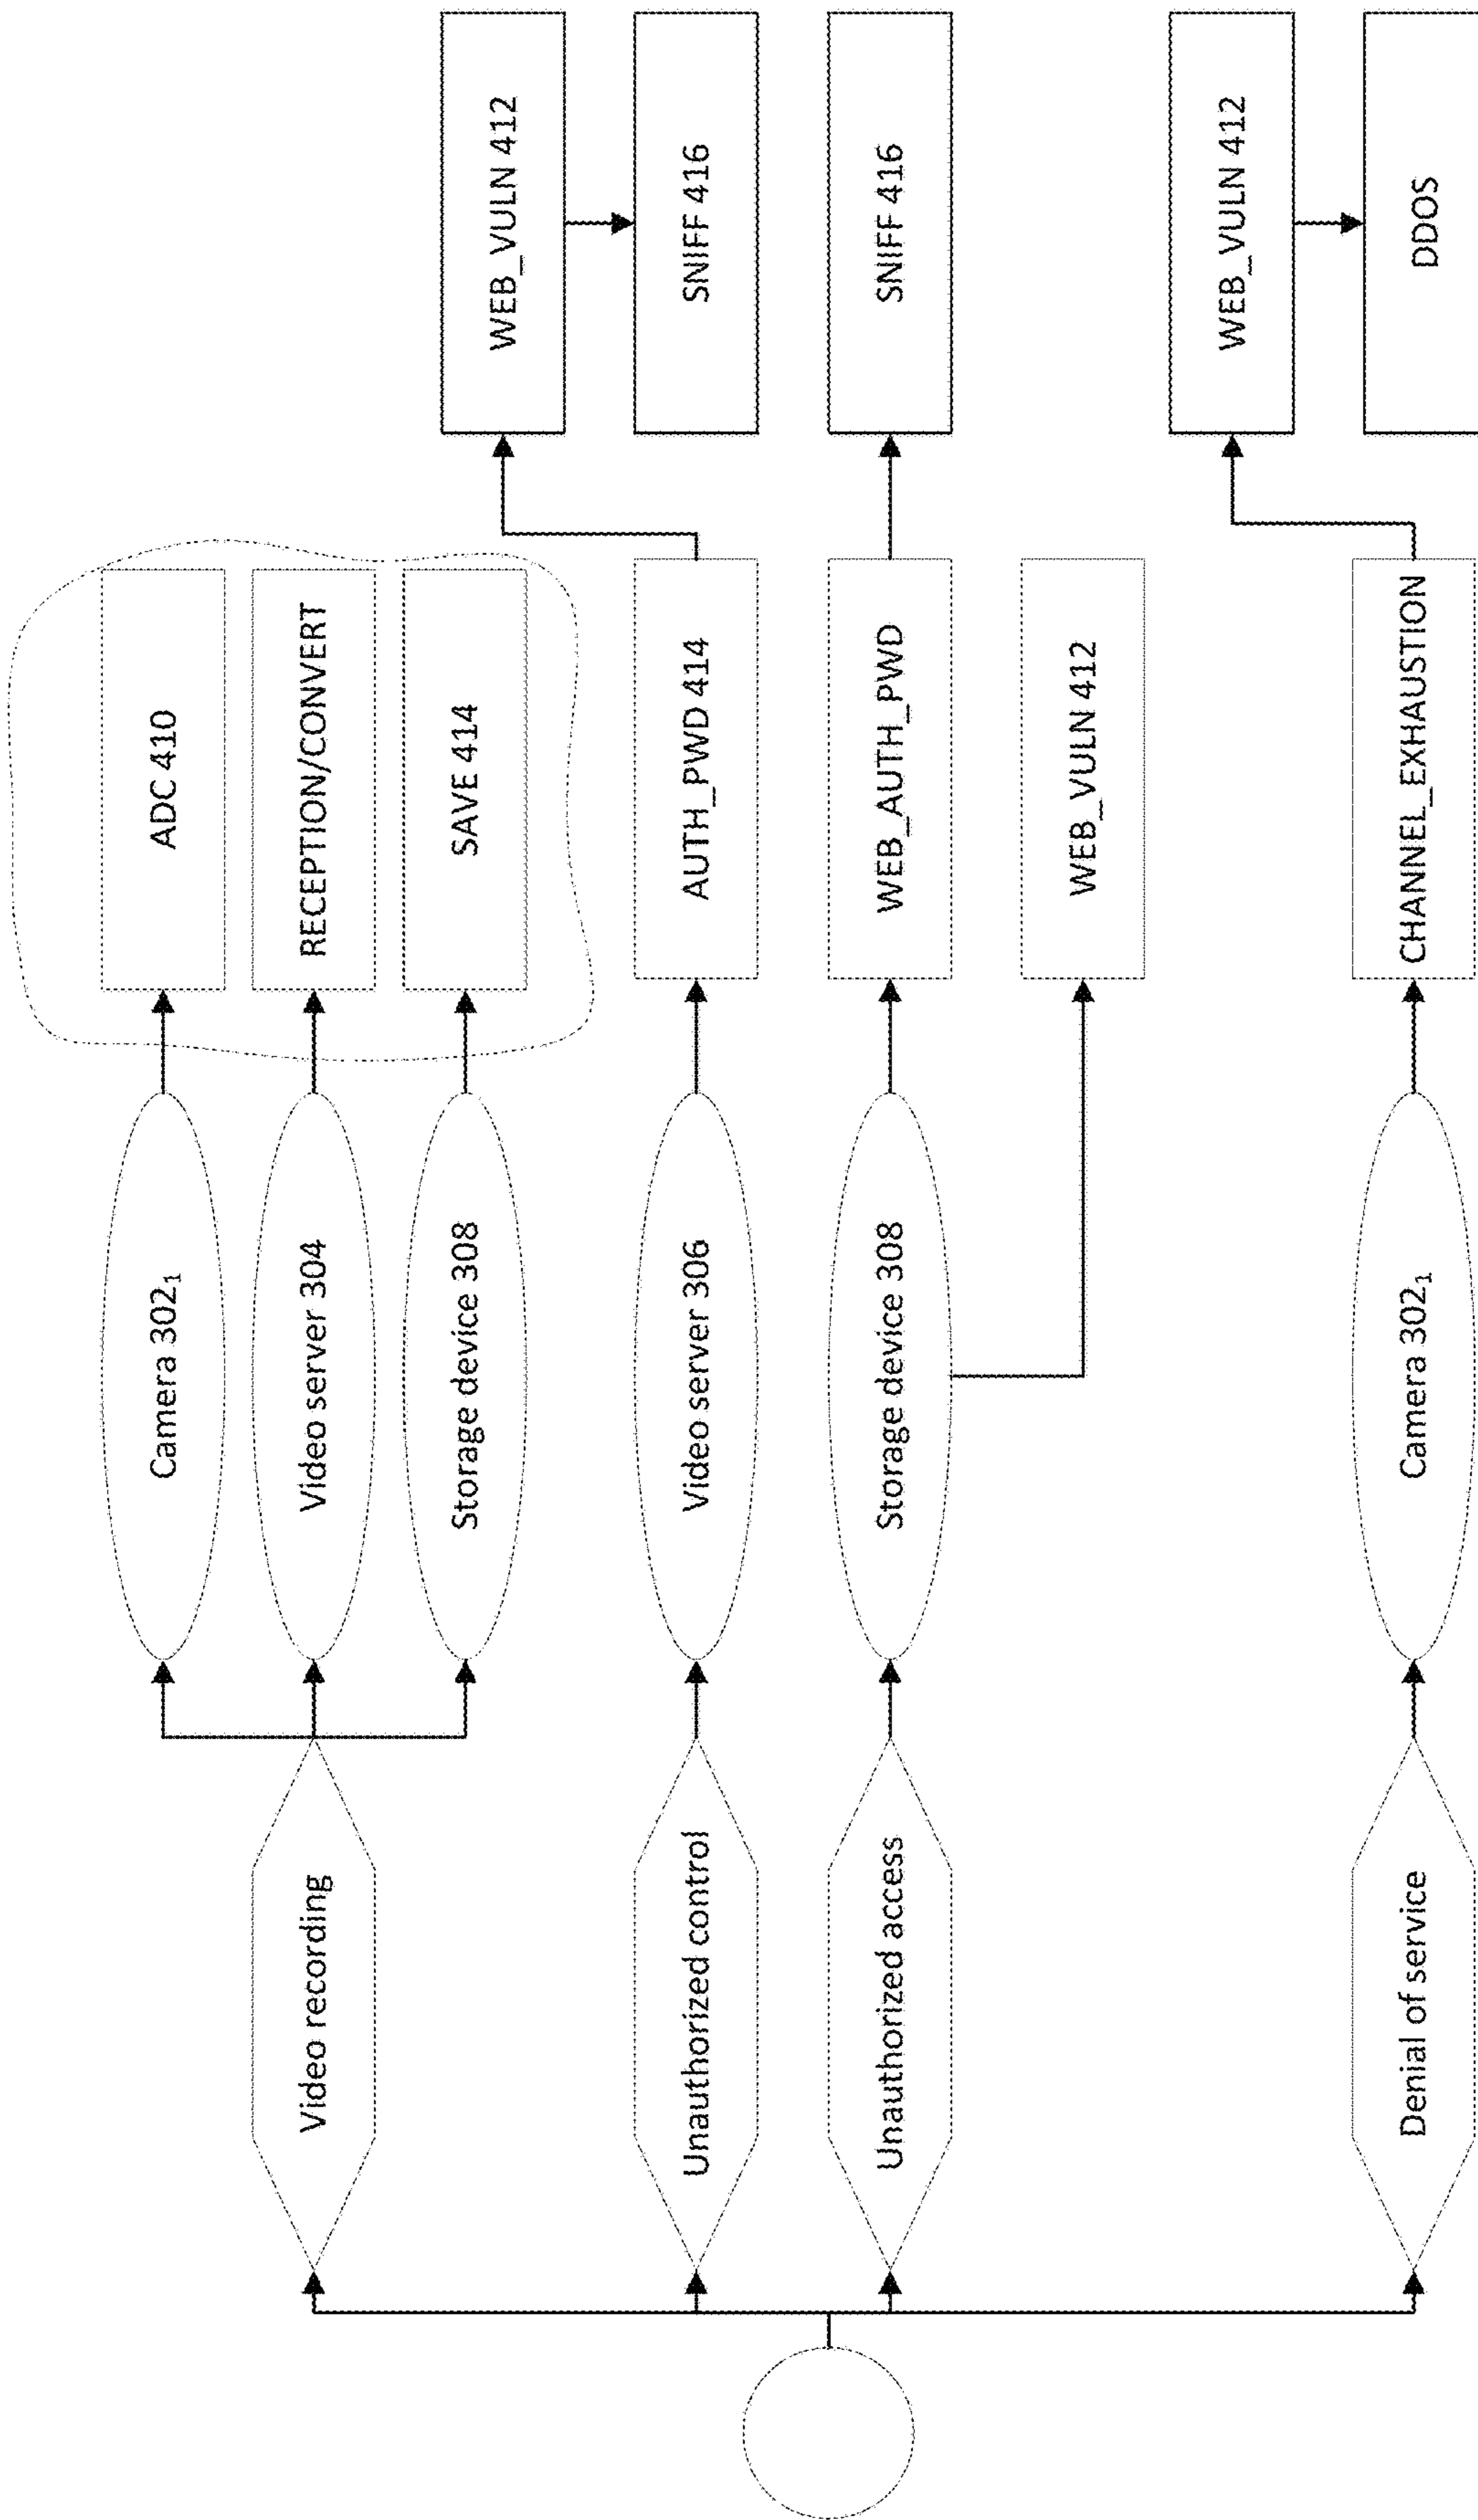 Camera 302₁
ADC 410
Video recording
Video server 304
RECEPTION/CONVERT
Storage device 308
SAVE 414
WEB_VULN 412
Unauthorized control
Video server 306
AUTH_PWD 414
SNIFF 416
Unauthorized access
Storage device 308
WEB_AUTH_PWD
SNIFF 416
WEB_VULN 412
WEB_VULN 412
Denial of service
Camera 302₁
CHANNEL_EXHAUSTION
DDOS